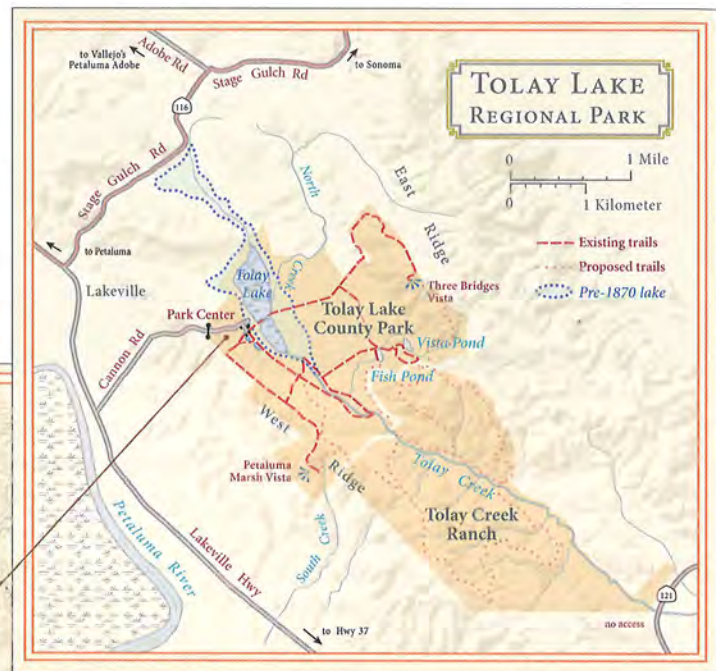 to Vallejo's
Petaluma Adobe
Adobe Rd
Stage Gulch Rd
to Sonoma
116
TOLAY LAKE
REGIONAL PARK
0 1 Mile
0 1 Kilometer
Existing trails
Proposed trails
Pre-1870 lake
Stage Gulch Rd
to Petaluma
Lakeville
North
Creek
East
Ridge
Three Bridges
Vista
Tolay
Lake
Tolay Lake
County Park
Park Center
Cannon Rd
Vista Pond
Fish Pond
West
Ridge
Petaluma
Marsh Vista
Tolay
Creek
Tolay Creek
Ranch
South Creek
Petaluma River
Lakeville
Hwy
to Hwy 37
121
no access